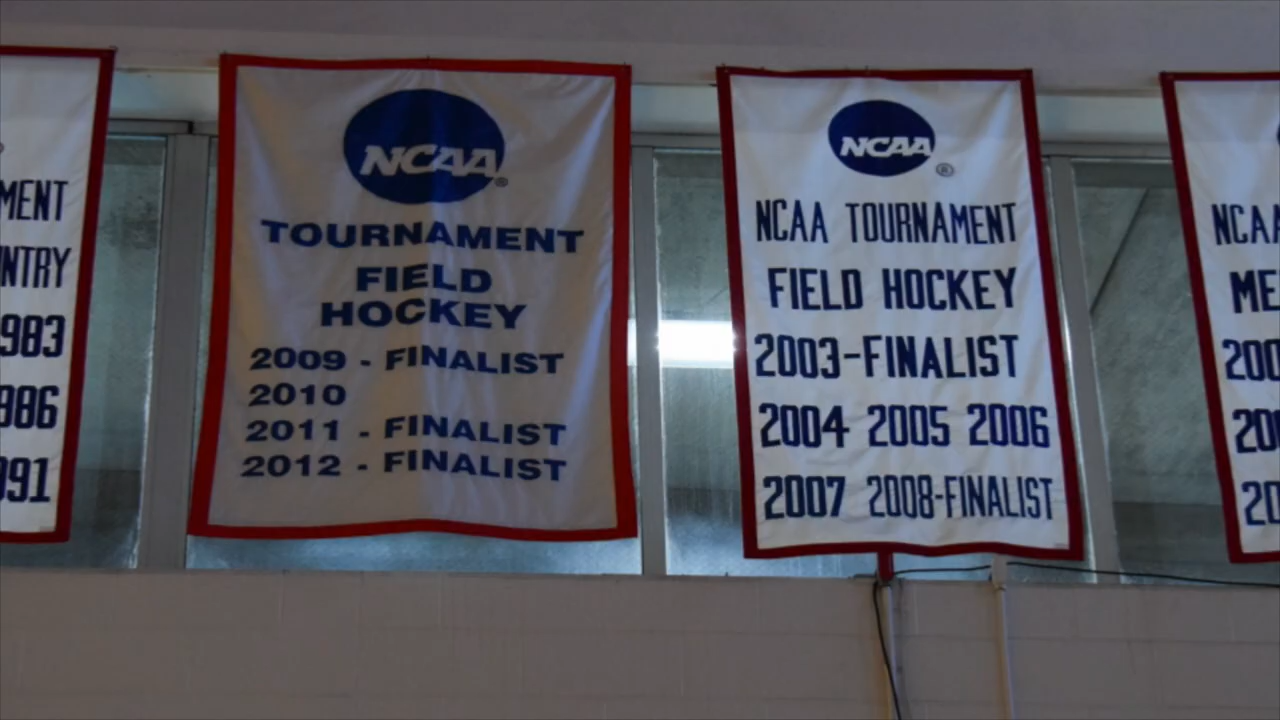 MENT
NTRY
983
986
991
NCAA®
TOURNAMENT
FIELD
HOCKEY
2009 - FINALIST
2010
2011 - FINALIST
2012 - FINALIST
NCAA®
NCAA TOURNAMENT
FIELD HOCKEY
2003-FINALIST
2004 2005 2006
2007 2008-FINALIST
NCAA
ME
200
20
20